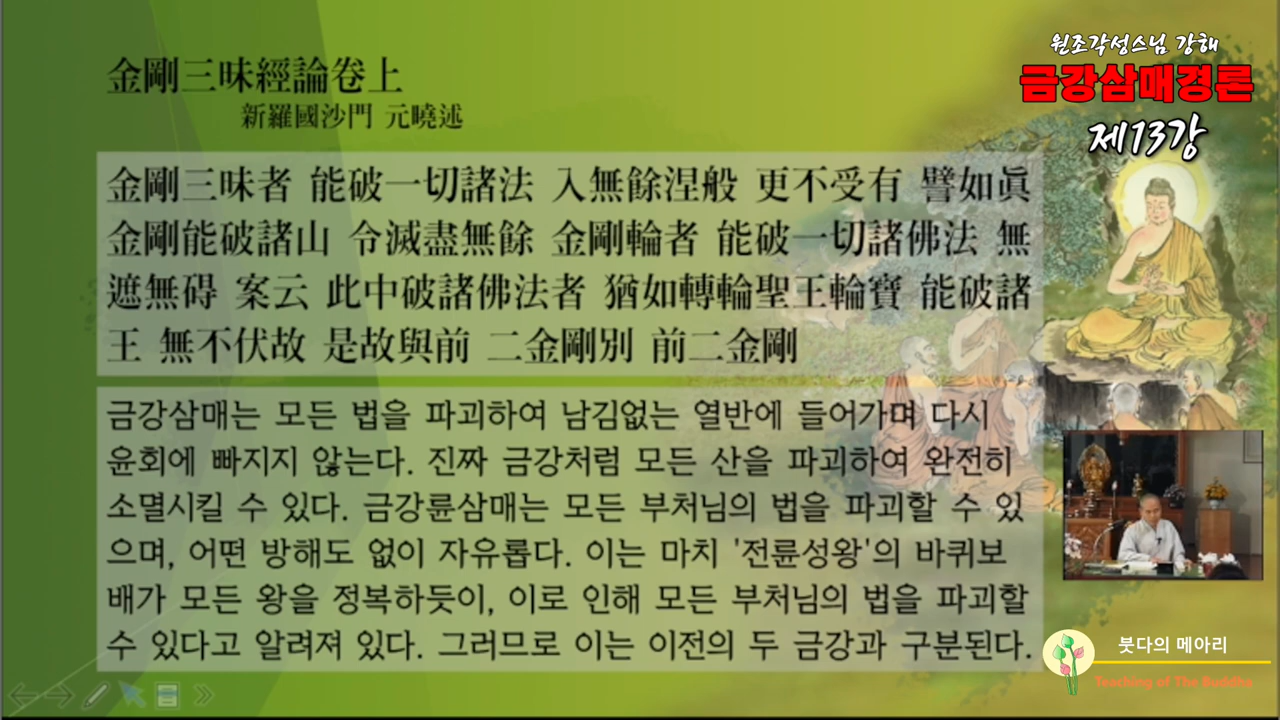 金剛三昧經論卷上
新羅國沙門 元曉述
金剛三昧者 能破一切諸法 入無餘涅般 更不受有 譬如眞
金剛能破諸山 令滅盡無餘 金剛輪者 能破一切諸佛法 無
遮無碍 案云 此中破諸佛法者 猶如轉輪聖王輪寶 能破諸
王 無不伏故 是故與前 二金剛別 前二金剛
금강삼매는 모든 법을 파괴하여 남김없는 열반에 들어가며 다시
윤회에 빠지지 않는다. 진짜 금강처럼 모든 산을 파괴하여 완전히
소멸시킬 수 있다. 금강륜삼매는 모든 부처님의 법을 파괴할 수 있
으며, 어떤 방해도 없이 자유롭다. 이는 마치 '전륜성왕'의 바퀴보
배가 모든 왕을 정복하듯이, 이로 인해 모든 부처님의 법을 파괴할
수 있다고 알려져 있다. 그러므로 이는 이전의 두 금강과 구분된다.
원조각성스님 강해
금강삼매경론
제13강
붓다의 메아리
Teaching of The Buddha